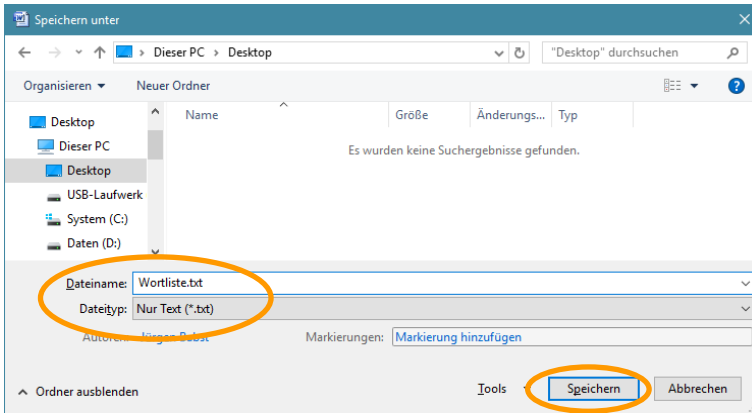 Speichern unter
Dieser PC > Desktop
"Desktop" durchsuchen
Organisieren
Neuer Ordner
Name Größe Änderungs... Typ
Es wurden keine Suchergebnisse gefunden.
Desktop
Dieser PC
Desktop
USB-Laufwerk
System (C:)
Daten (D:)
Dateiname: Wortliste.txt
Dateityp: Nur Text (*.txt)
Autoren: Jürgen Markierungen: Markierung hinzufügen
Ordner ausblenden
Tools
Speichern
Abbrechen